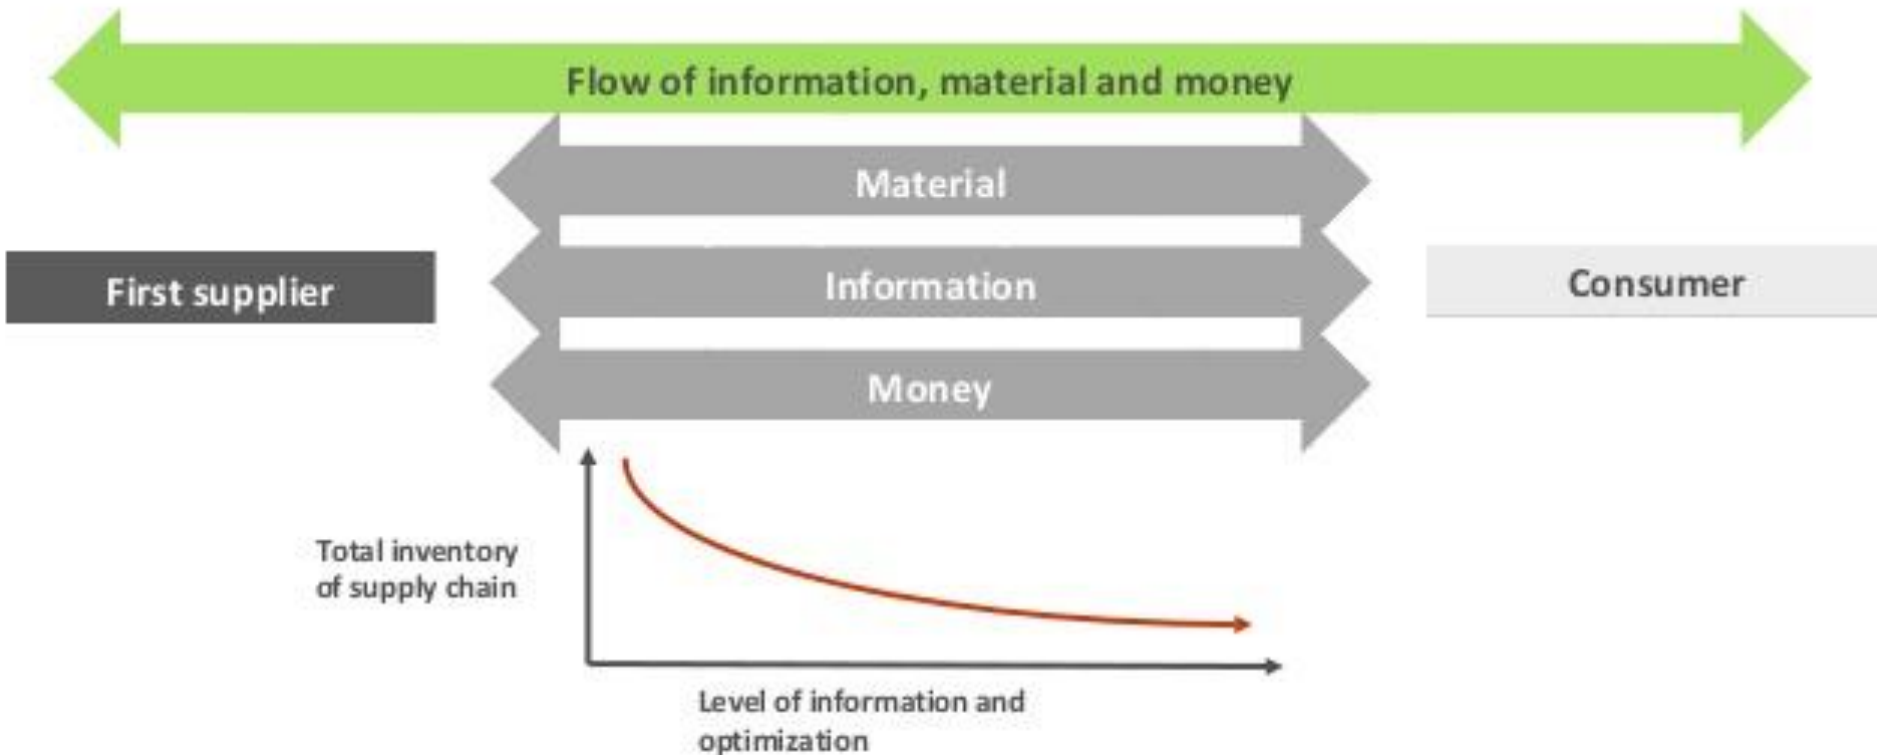 Flow of information, material and money
Material
First supplier
Information
Consumer
Money
Total inventory
of supply chain
Level of information and
optimization